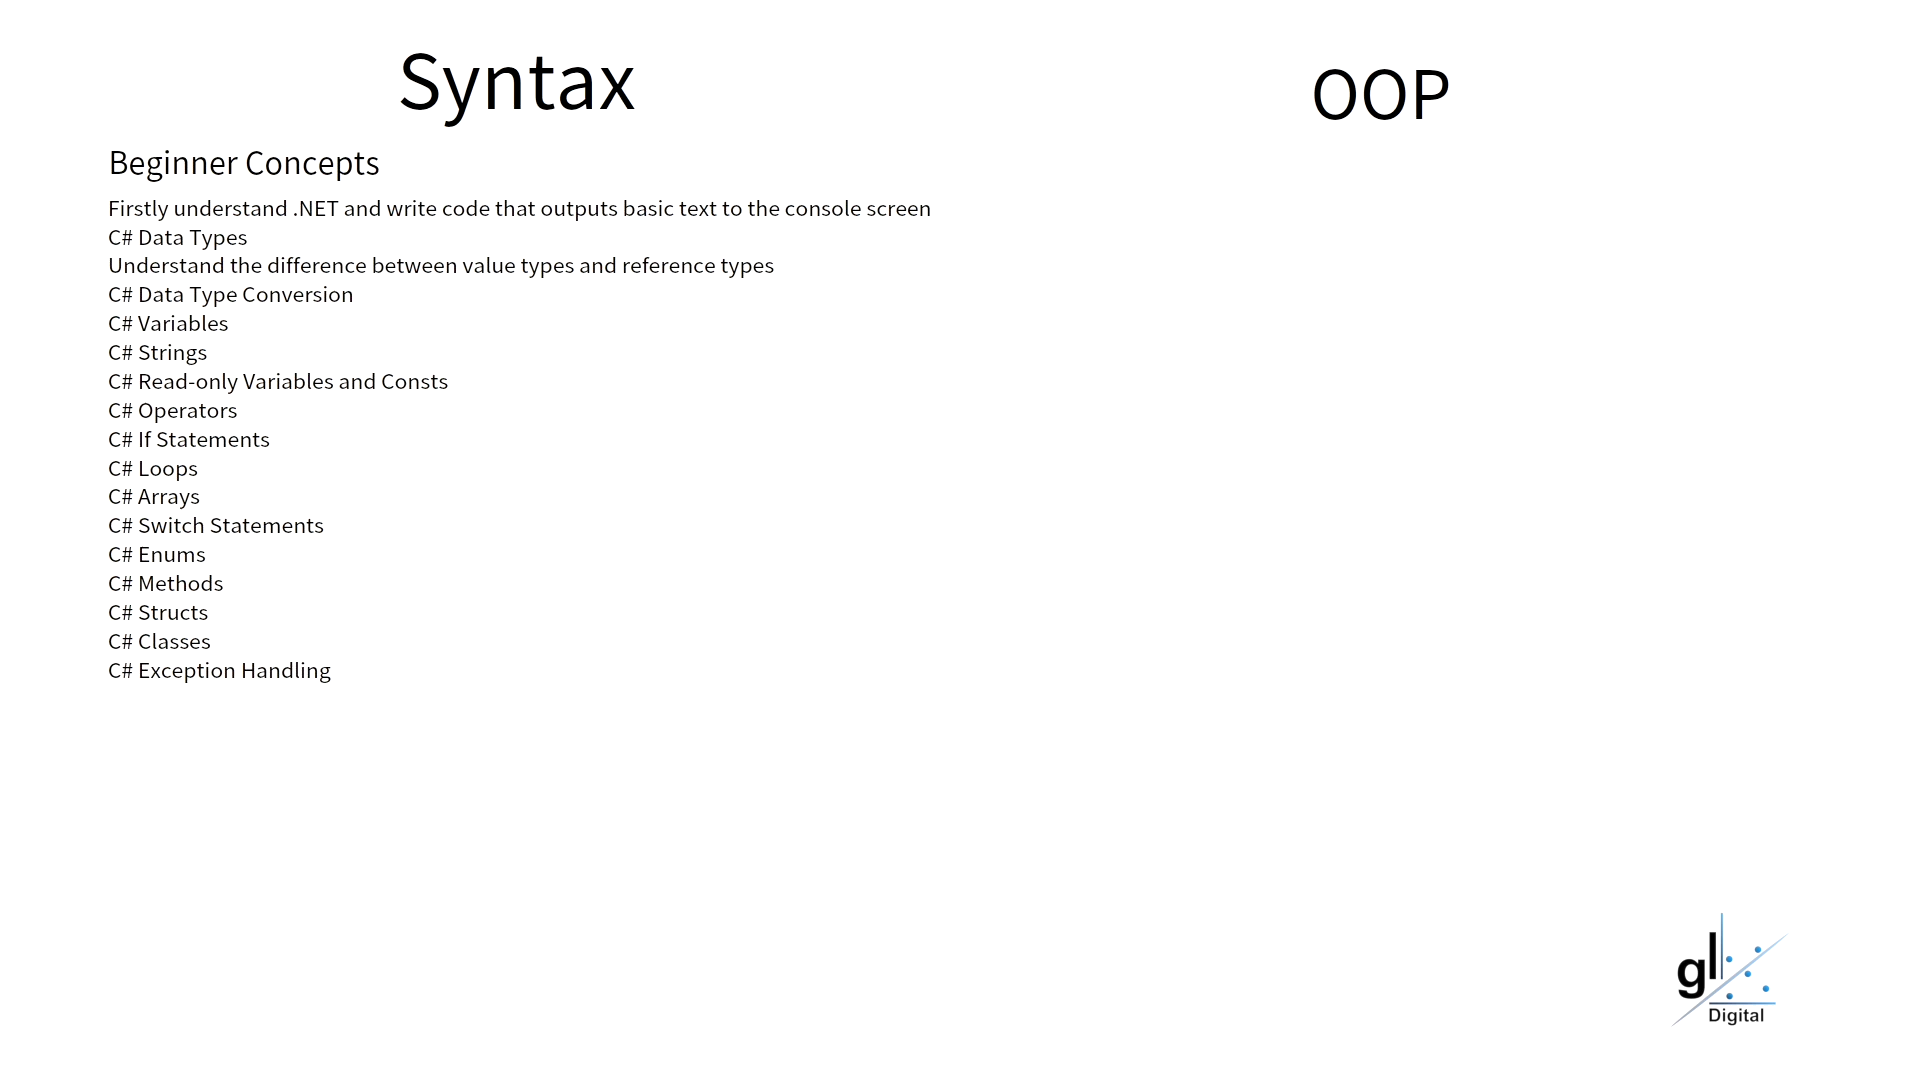 Syntax
OOP
Beginner Concepts
Firstly understand .NET and write code that outputs basic text to the console screen
C# Data Types
Understand the difference between value types and reference types
C# Data Type Conversion
C# Variables
C# Strings
C# Read-only Variables and Consts
C# Operators
C# If Statements
C# Loops
C# Arrays
C# Switch Statements
C# Enums
C# Methods
C# Structs
C# Classes
C# Exception Handling
gl
Digital